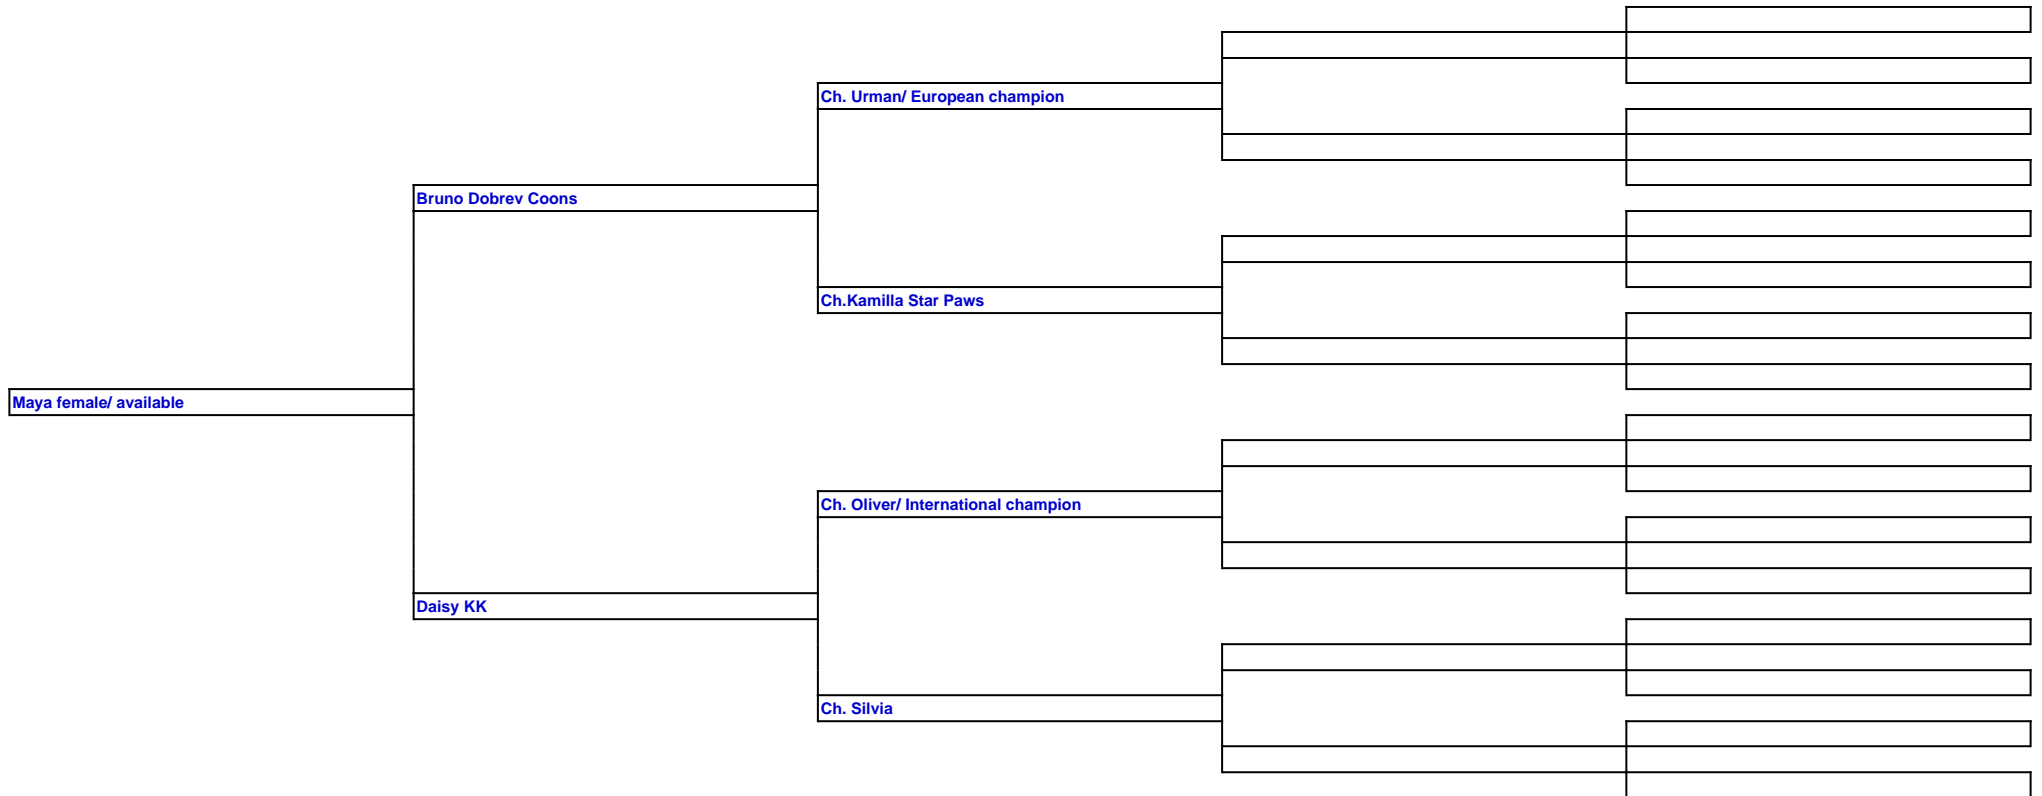 Ch. Urman/ European champion
Bruno Dobrev Coons
Ch.Kamilla Star Paws
Maya female/ available
Ch. Oliver/ International champion
Daisy KK
Ch. Silvia